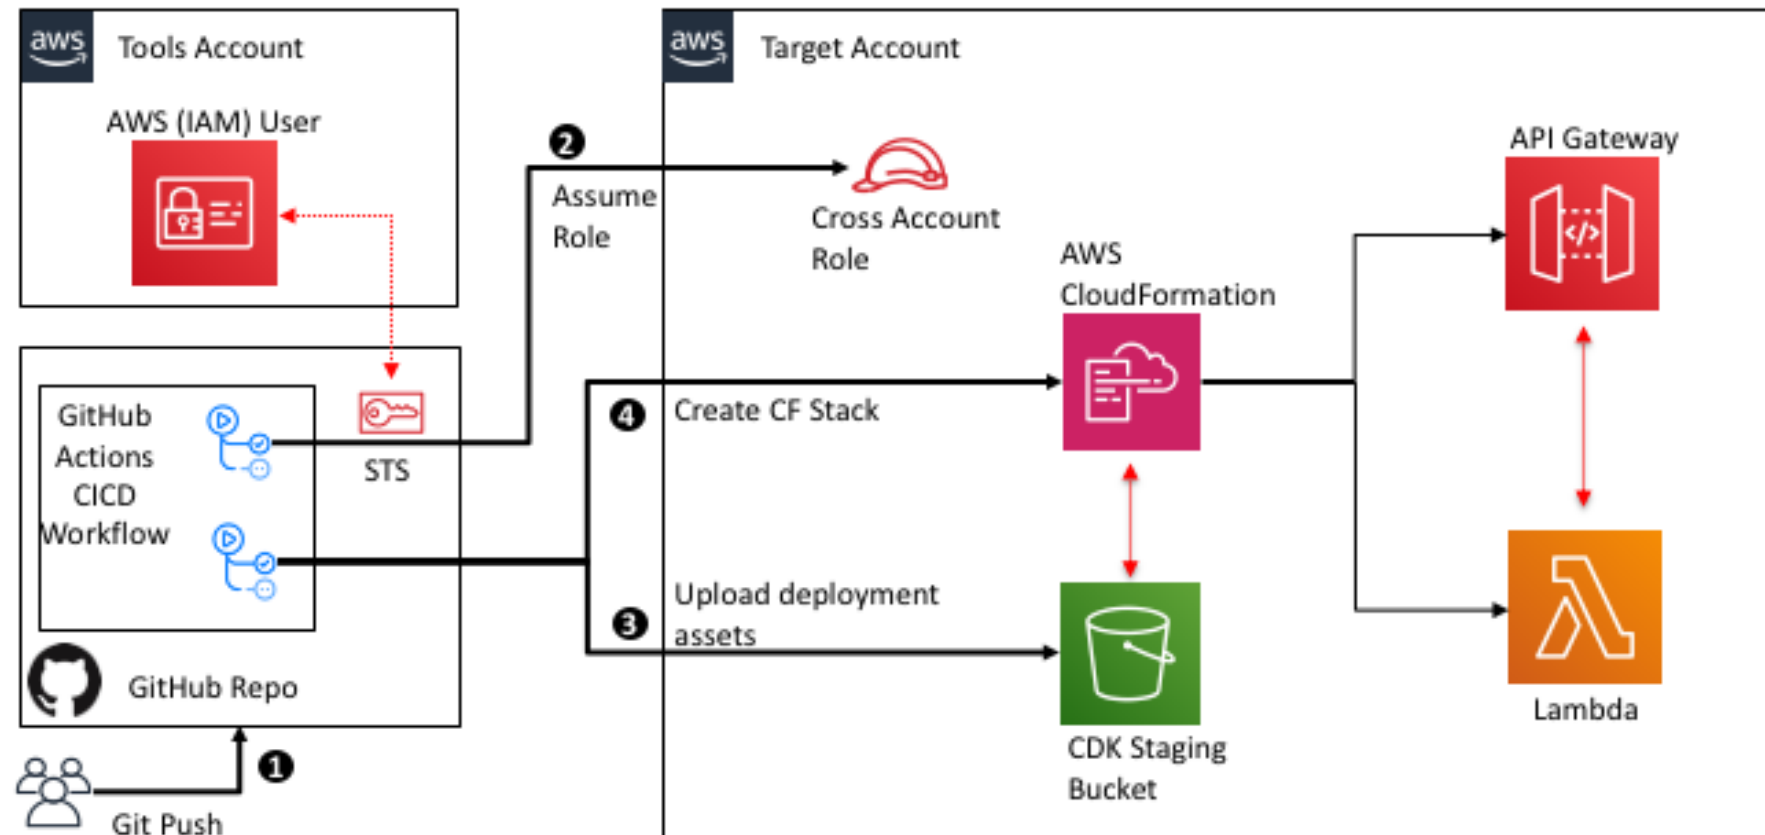 aws
Tools Account
AWS (IAM) User
aws
Target Account
2
Assume
Role
Cross Account
Role
AWS
CloudFormation
API Gateway
</>
GitHub
Actions
CICD
Workflow
STS
4
Create CF Stack
3
Upload deployment
assets
GitHub Repo
1
Git Push
CDK Staging
Bucket
Lambda